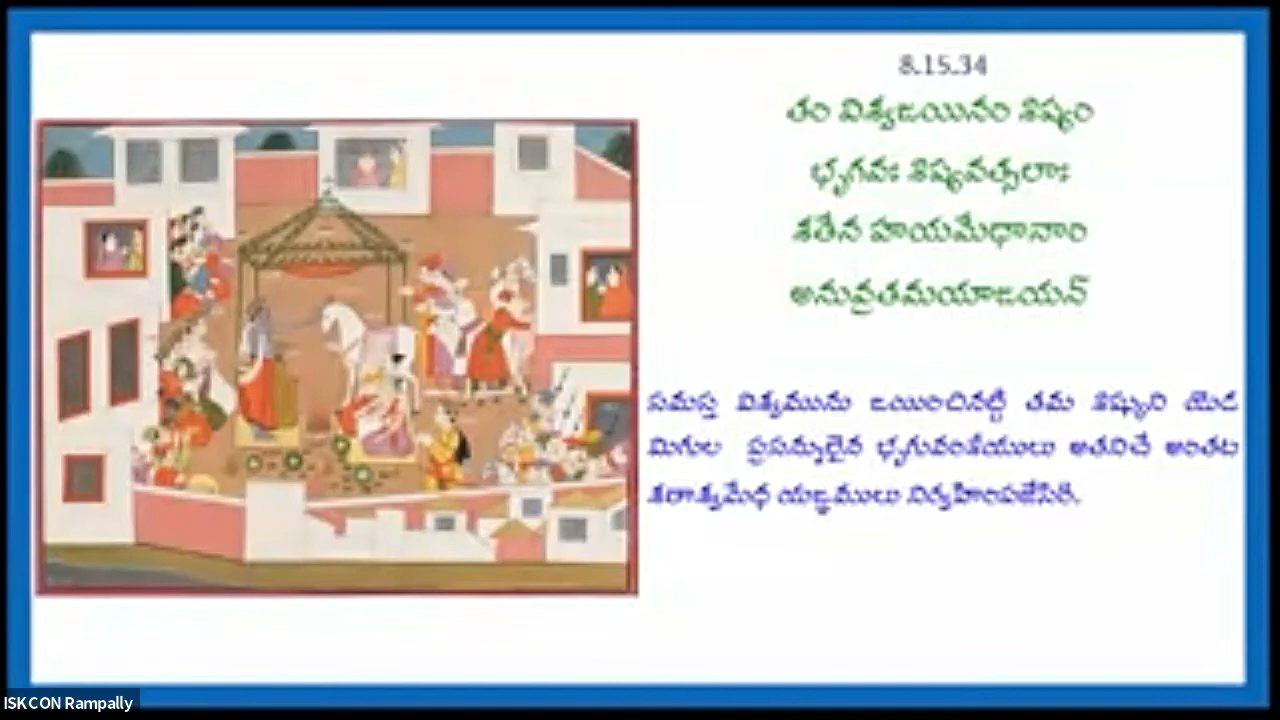 8.15.34
తం విశ్వజయినం శిష్యం
భృగవః శిష్యవత్సలాః
శతేన హయమేధానాం
అనువ్రతమయాజయన్
సమస్త విశ్వమును జయించినట్టి తమ శిష్యుని యెడ
మిగుల ప్రసన్నులైన భృగువంశీయులు అతనిచే అంతట
శతాశ్వమేధ యజ్ఞములు నిర్వహింపజేసిరి.
ISKCON Rampally